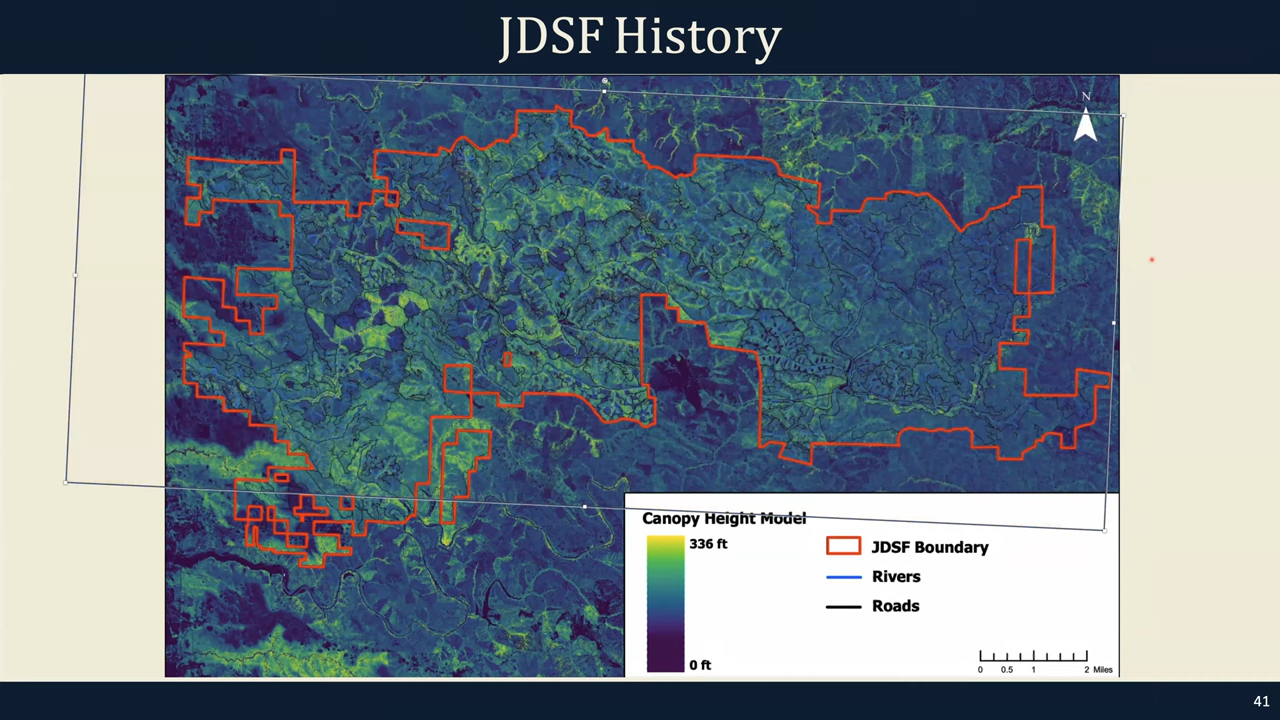 JDSF History
N
Canopy Height Model
336 ft
0 ft
JDSF Boundary
Rivers
Roads
0 0.5 1 2 Miles
41